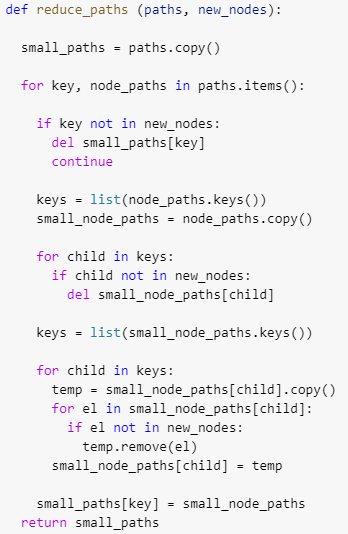 def reduce_paths (paths, new_nodes):

  small_paths = paths.copy()

  for key, node_paths in paths.items():

    if key not in new_nodes:
      del small_paths[key]
      continue

    keys = list(node_paths.keys())
    small_node_paths = node_paths.copy()

    for child in keys:
      if child not in new_nodes:
        del small_node_paths[child]

    keys = list(small_node_paths.keys())

    for child in keys:
      temp = small_node_paths[child].copy()
      for el in small_node_paths[child]:
        if el not in new_nodes:
          temp.remove(el)
      small_node_paths[child] = temp

    small_paths[key] = small_node_paths
  return small_paths